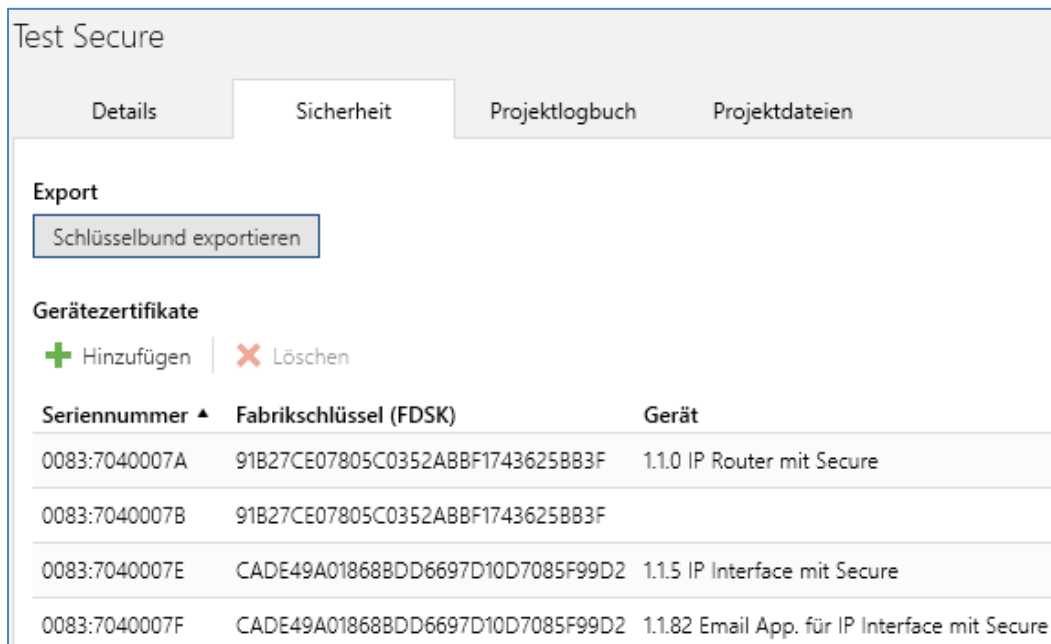 Test Secure
Details Sicherheit Projektlogbuch Projektdateien
Export
Schlüsselbund exportieren
Gerätezertifikate
Hinzufügen Löschen
Seriennummer Fabrikschlüssel (FDSK) Gerät
0083:7040007A 91B27CE07805C0352ABBF1743625BB3F 1.1.0 IP Router mit Secure
0083:7040007B 91B27CE07805C0352ABBF1743625BB3F
0083:7040007E CADE49A01868BDD6697D10D7085F99D2 1.1.5 IP Interface mit Secure
0083:7040007F CADE49A01868BDD6697D10D7085F99D2 1.1.82 Email App. für IP Interface mit Secure